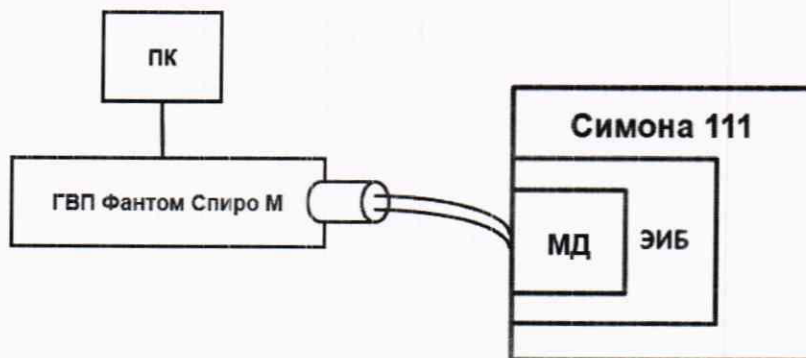 ПК
Симона 111
ГВП Фантом Спиро М
МД
ЭИБ